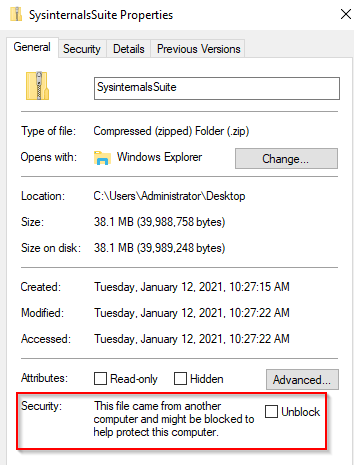 SysinternalsSuite Properties
General Security Details Previous Versions
SysinternalsSuite
Type of file: Compressed (zipped) Folder (.zip)
Opens with: Windows Explorer Change...
Location: C:\Users\Administrator\Desktop
Size: 38.1 MB (39,988,758 bytes)
Size on disk: 38.1 MB (39,989,248 bytes)
Created: Tuesday, January 12, 2021, 10:27:15 AM
Modified: Tuesday, January 12, 2021, 10:27:22 AM
Accessed: Tuesday, January 12, 2021, 10:27:22 AM
Attributes: Read-only Hidden Advanced...
Security: This file came from another Unblock
computer and might be blocked to
help protect this computer.